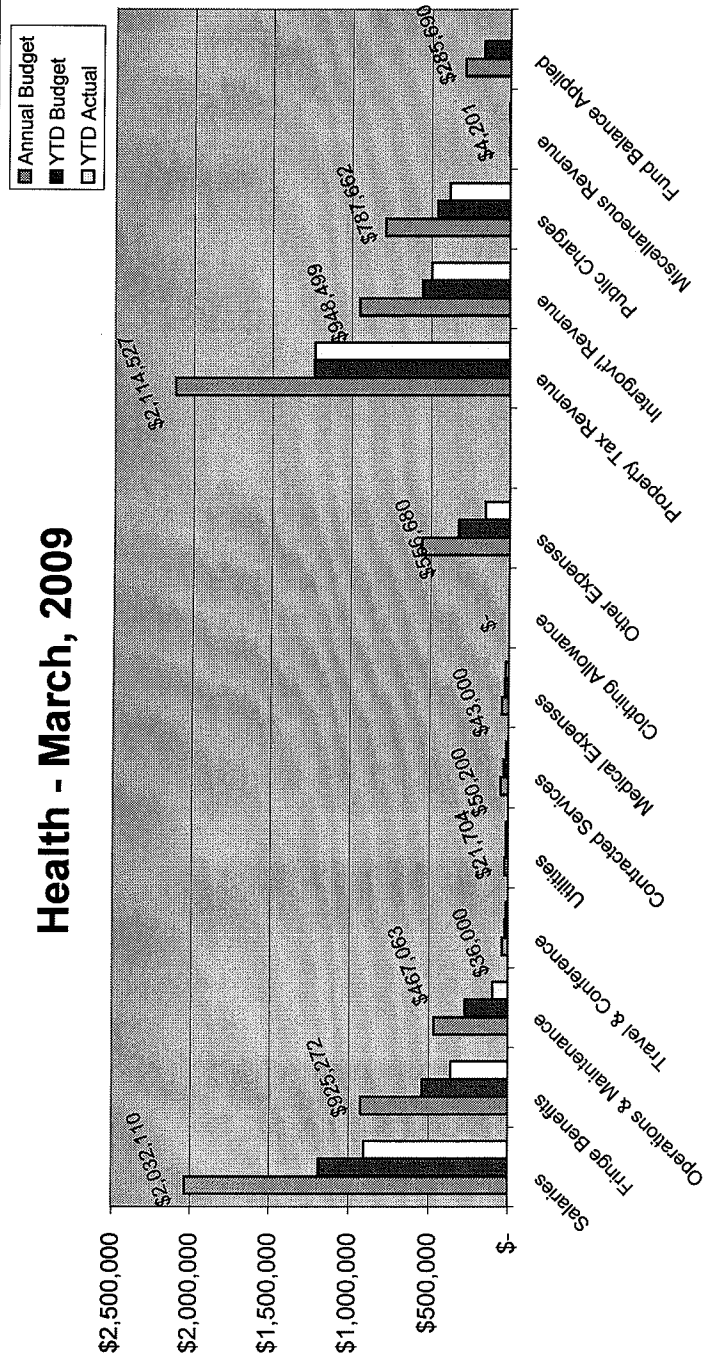 Health - March, 2009
Annual Budget
YTD Budget
YTD Actual
$2,500,000
$2,000,000
$1,500,000
$1,000,000
$500,000
$-
$2,032,110
$925,272
$467,063
$36,000
$21,704
$50,200
$43,000
$-
$2,114,527
$948,499
$787,662
$4,201
$285,690
Salaries
Fringe Benefits
Operations & Maintenance
Travel & Conference
Utilities
Contracted Services
Medical Expenses
Clothing Allowance
Other Expenses
Property Tax Revenue
Intergovt'l Revenue
Public Charges
Miscellaneous Revenue
Fund Balance Applied